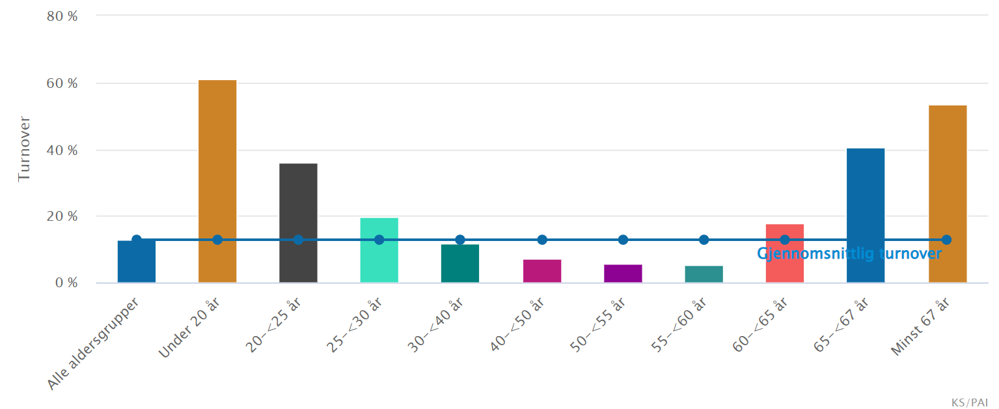 80 %
60 %
40 %
20 %
0 %
Turnover
Gjennomsnittlig turnover
Alle aldersgrupper
Under 20 år
20–<25 år
25–<30 år
30–<40 år
40–<50 år
50–<55 år
55–<60 år
60–<65 år
65–<67 år
Minst 67 år
KS/PAI